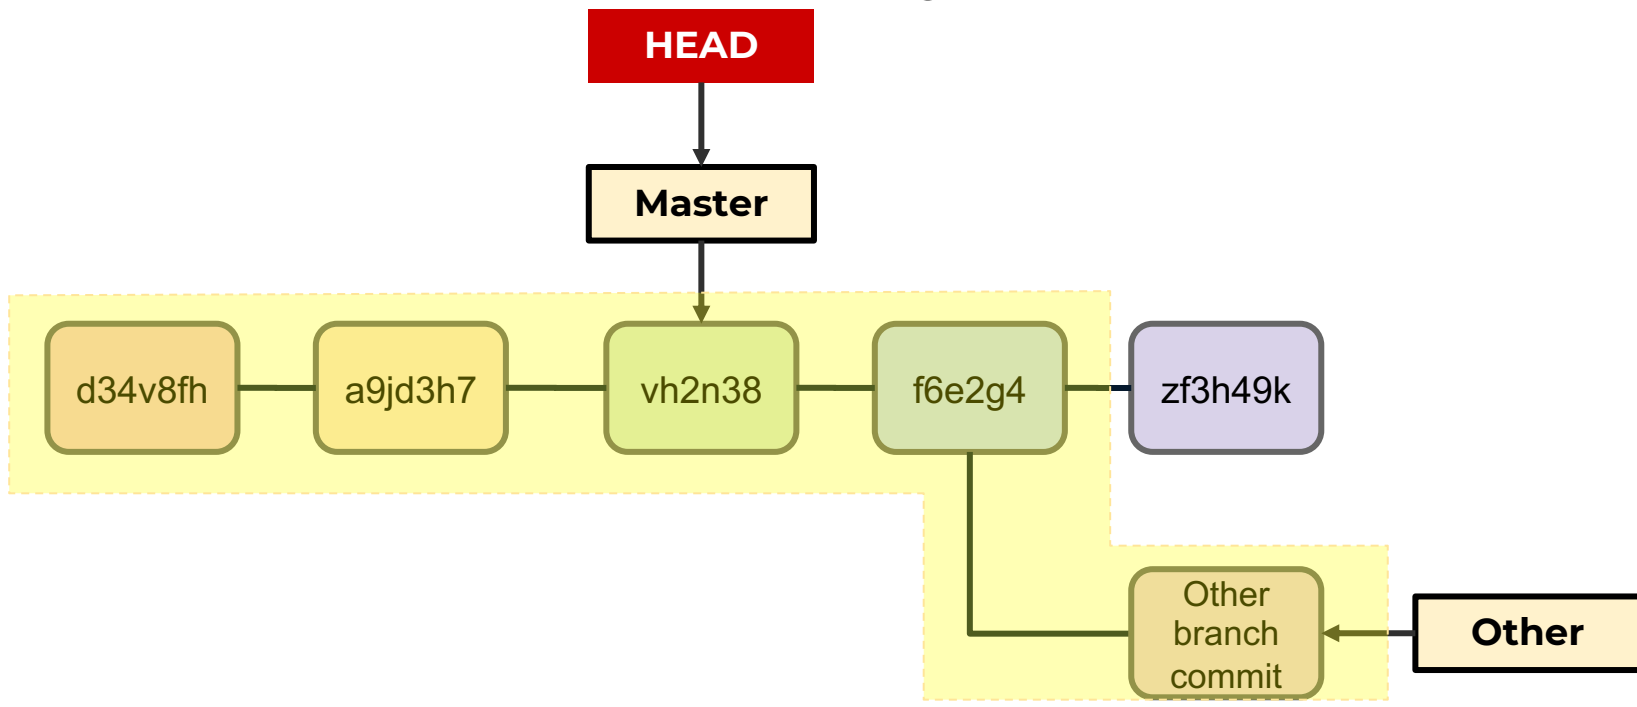 HEAD
Master
d34v8fh
a9jd3h7
vh2n38
f6e2g4
zf3h49k
Other
branch
commit
Other